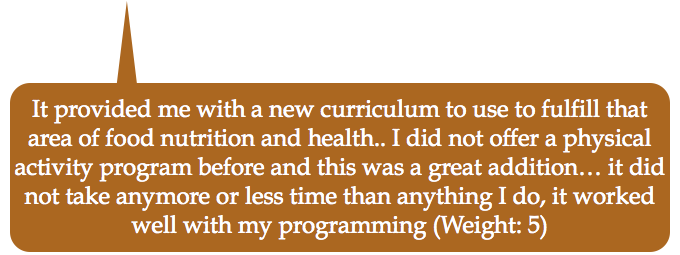 It provided me with a new curriculum to use to fulfill that
area of food nutrition and health.. I did not offer a physical
activity program before and this was a great addition… it did
not take anymore or less time than anything I do, it worked
well with my programming (Weight: 5)